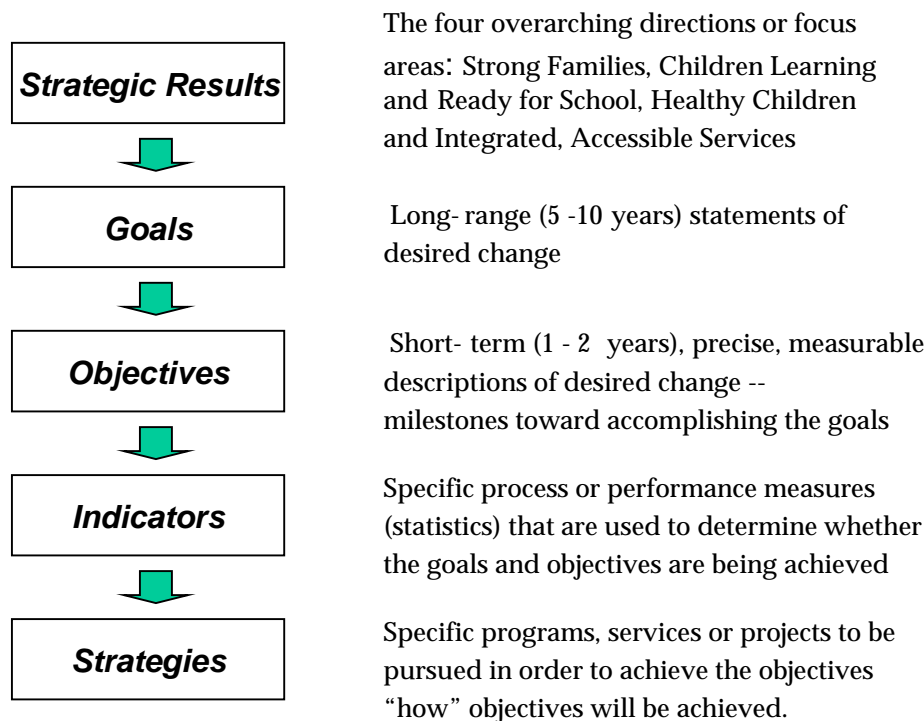 Strategic Results
The four overarching directions or focus
areas: Strong Families, Children Learning
and Ready for School, Healthy Children
and Integrated, Accessible Services
Goals
Long- range (5 -10 years) statements of
desired change
Objectives
Short- term (1 - 2 years), precise, measurable
descriptions of desired change --
milestones toward accomplishing the goals
Indicators
Specific process or performance measures
(statistics) that are used to determine whether
the goals and objectives are being achieved
Strategies
Specific programs, services or projects to be
pursued in order to achieve the objectives
“how” objectives will be achieved.